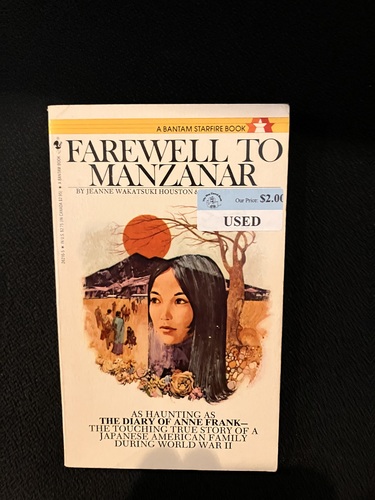 A BANTAM STARFIRE BOOK
FAREWELL TO
MANZANAR
BY JEANNE WAKATSUKI HOUSTON
Our Price: $2.00
USED
AS HAUNTING AS
THE DIARY OF ANNE FRANK—
THE TOUCHING TRUE STORY OF A
JAPANESE AMERICAN FAMILY
DURING WORLD WAR II